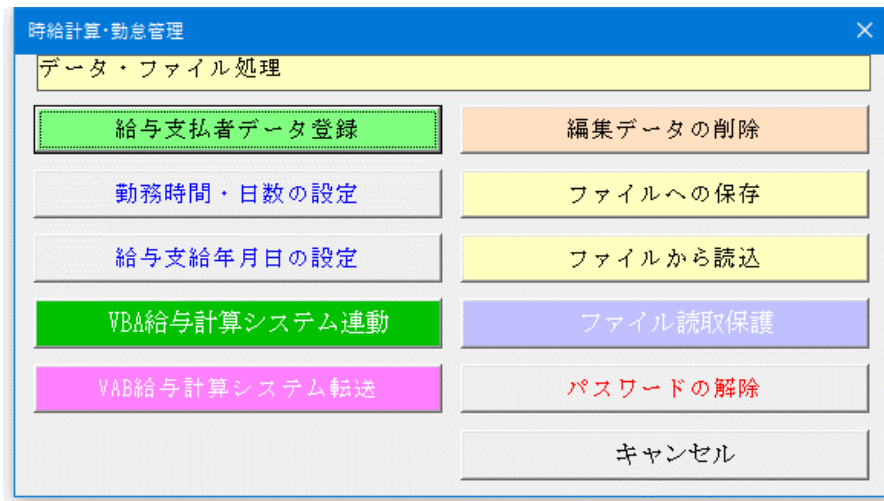 時給計算・勤怠管理
データ・ファイル処理
給与支払者データ登録
編集データの削除
勤務時間・日数の設定
ファイルへの保存
給与支給年月日の設定
ファイルから読込
VBA給与計算システム連動
ファイル読取保護
VAB給与計算システム転送
パスワードの解除
キャンセル